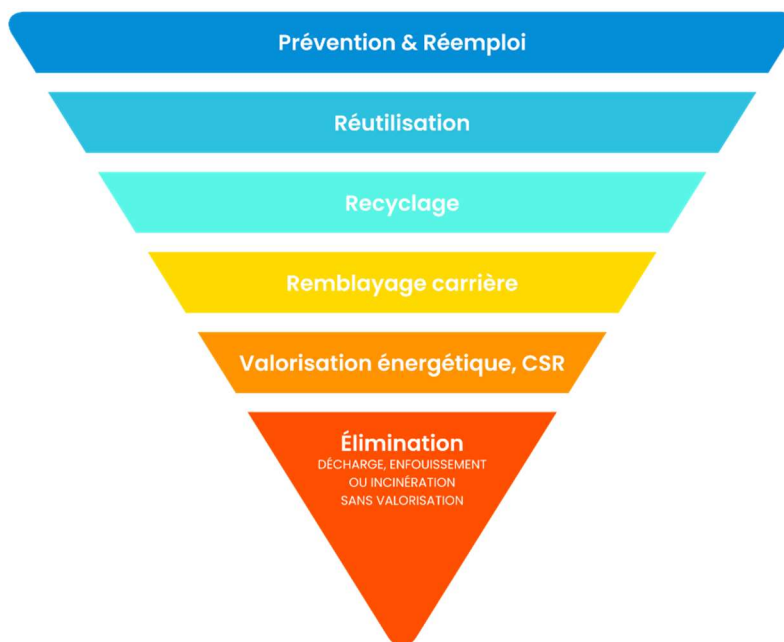 Prévention & Réemploi
Réutilisation
Recyclage
Remblayage carrière
Valorisation énergétique, CSR
Élimination
DÉCHARGE, ENFOUISSEMENT
OU INCINÉRATION
SANS VALORISATION